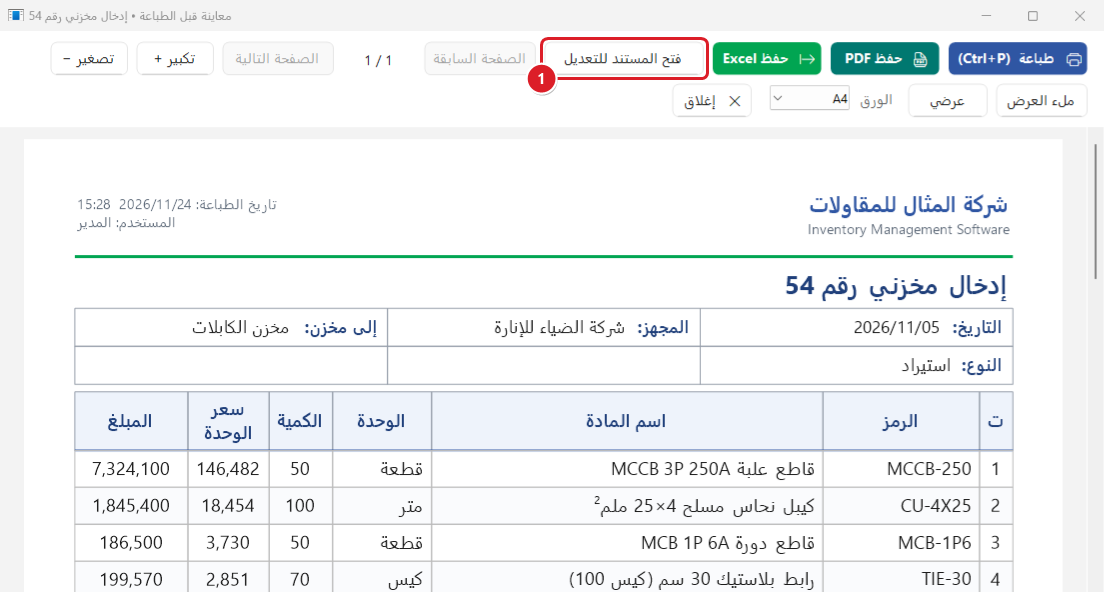 معاينة قبل الطباعة • إدخال مخزني رقم 54
طباعة (Ctrl+P)
حفظ PDF
حفظ Excel
فتح المستند للتعديل
1
الصفحة السابقة
1 / 1
الصفحة التالية
تكبير +
تصغير −
ملء العرض
عرضي
الورق
A4
إغلاق
شركة المثال للمقاولات
Inventory Management Software
تاريخ الطباعة: 2026/11/24 15:28
المستخدم: المدير
إدخال مخزني رقم 54
التاريخ: 2026/11/05 المجهز: شركة الضياء للإنارة إلى مخزن: مخزن الكابلات
النوع: استيراد
ت الرمز اسم المادة الوحدة الكمية سعر الوحدة المبلغ
1 MCCB-250 قاطع علبة MCCB 3P 250A قطعة 50 146,482 7,324,100
2 CU-4X25 كيبل نحاس مسلح 4×25 ملم² متر 100 18,454 1,845,400
3 MCB-1P6 قاطع دورة MCB 1P 6A قطعة 50 3,730 186,500
4 TIE-30 رابط بلاستيك 30 سم (كيس 100) كيس 70 2,851 199,570